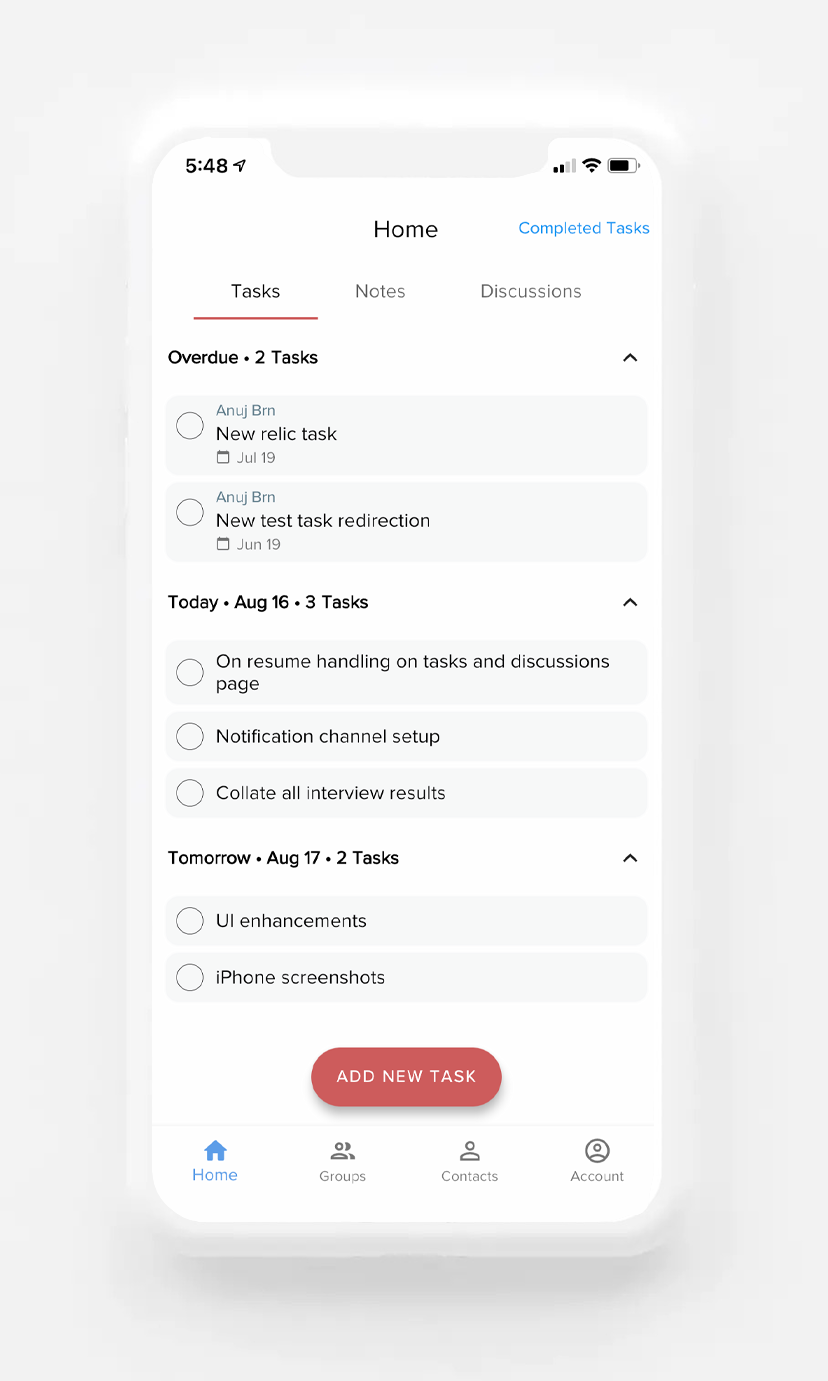 5:48
Home
Completed Tasks
Tasks
Notes
Discussions
Overdue • 2 Tasks
Anuj Brn
New relic task
Jul 19
Anuj Brn
New test task redirection
Jun 19
Today • Aug 16 • 3 Tasks
On resume handling on tasks and discussions
page
Notification channel setup
Collate all interview results
Tomorrow • Aug 17 • 2 Tasks
UI enhancements
iPhone screenshots
ADD NEW TASK
Home
Groups
Contacts
Account